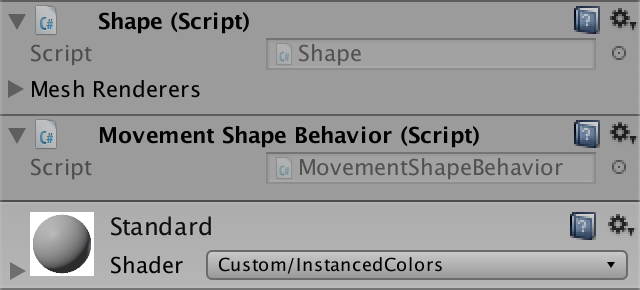 Shape (Script)
Script Shape
Mesh Renderers
Movement Shape Behavior (Script)
Script MovementShapeBehavior
Standard
Shader Custom/InstancedColors